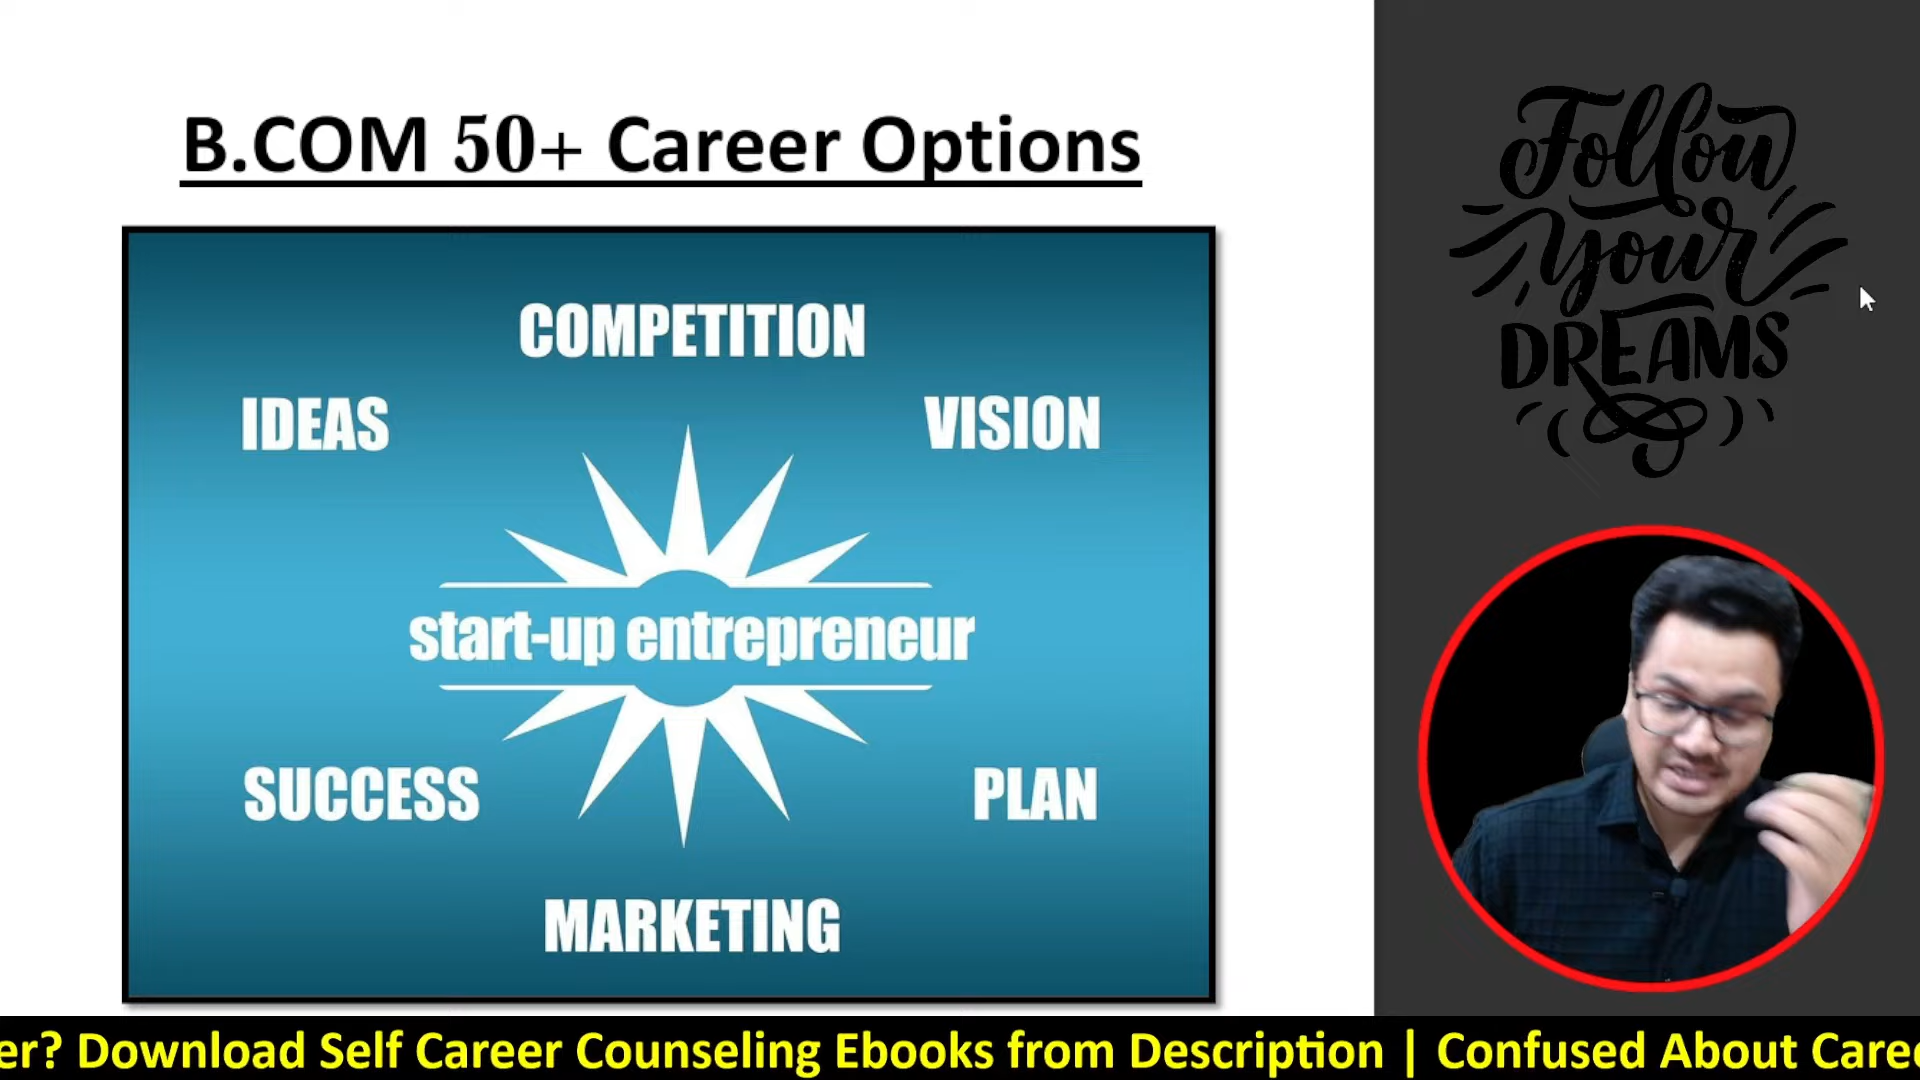 B.COM 50+ Career Options
COMPETITION
IDEAS
VISION
start-up entrepreneur
SUCCESS
PLAN
MARKETING
Follow
Your
DREAMS
er? Download Self Career Counseling Ebooks from Description | Confused About Caree